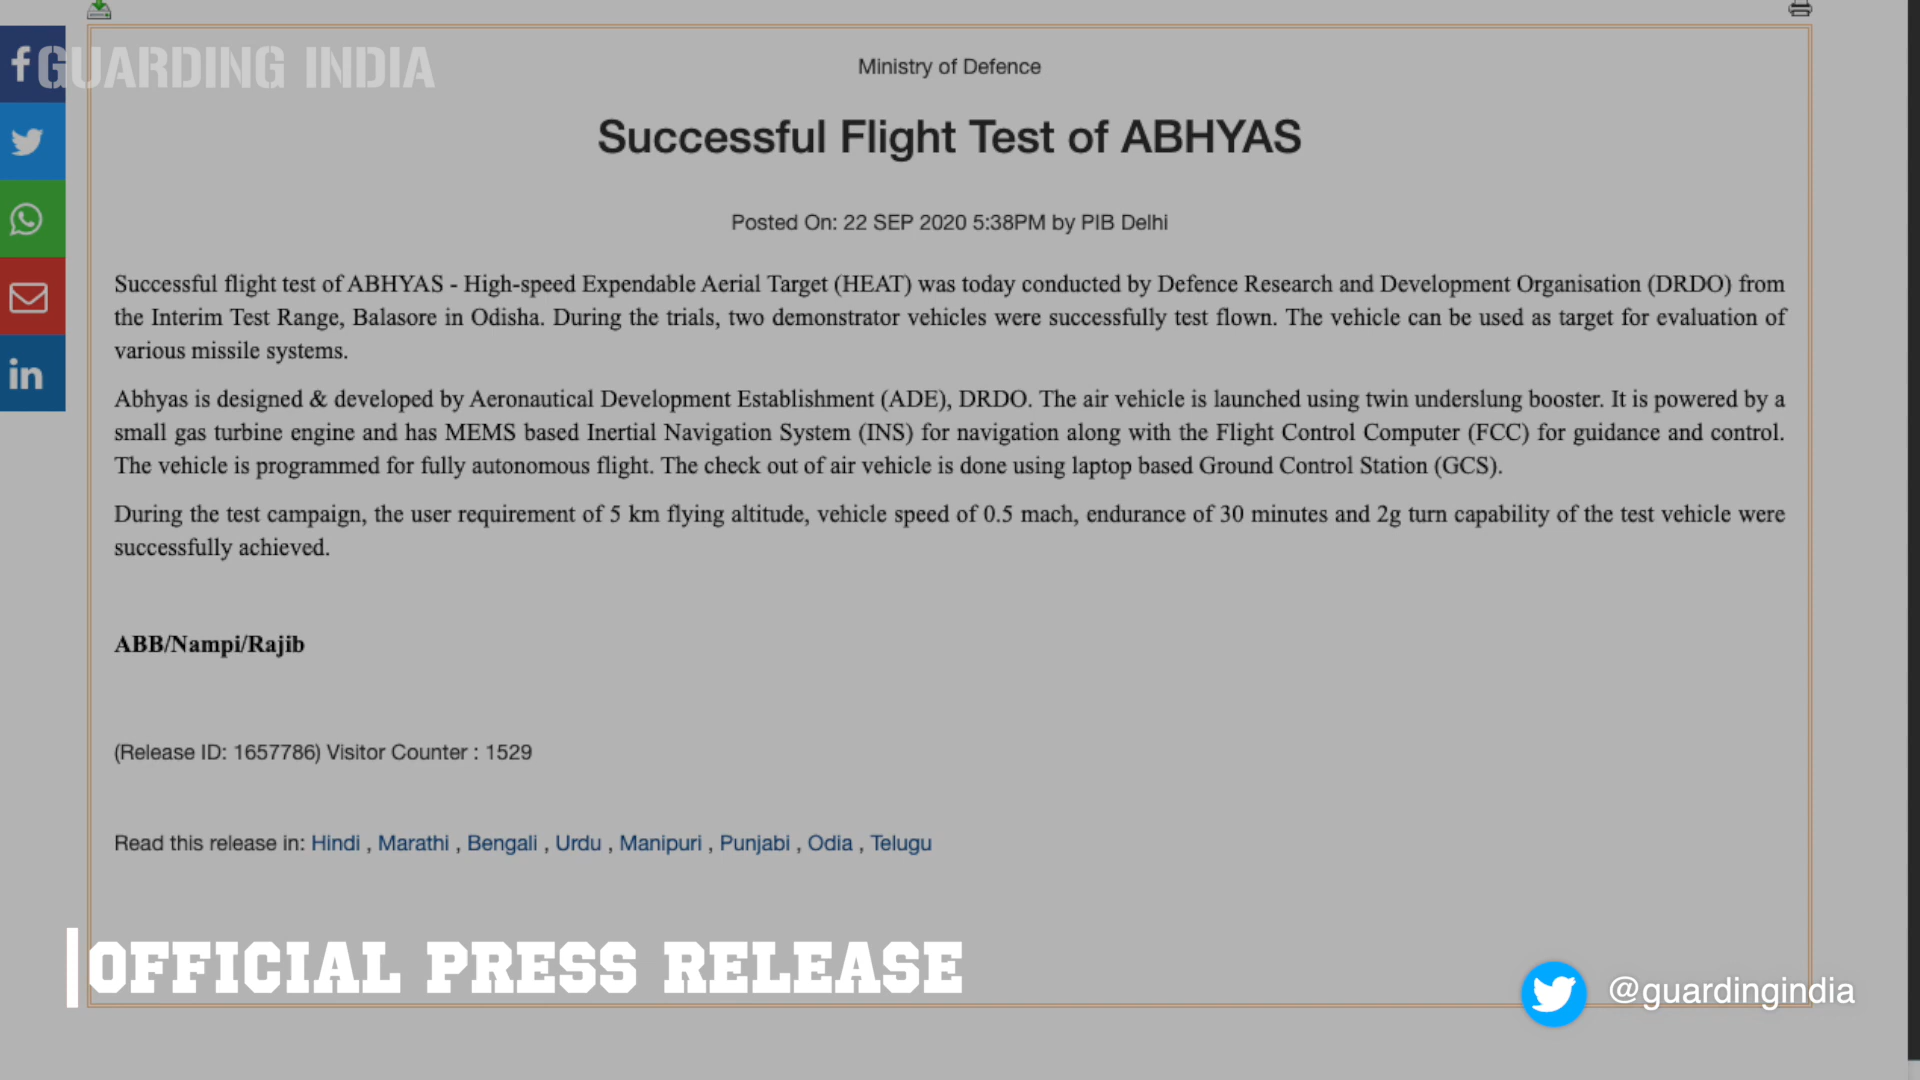 GUARDING INDIA
Ministry of Defence
Successful Flight Test of ABHYAS
Posted On: 22 SEP 2020 5:38PM by PIB Delhi
Successful flight test of ABHYAS - High-speed Expendable Aerial Target (HEAT) was today conducted by Defence Research and Development Organisation (DRDO) from
the Interim Test Range, Balasore in Odisha. During the trials, two demonstrator vehicles were successfully test flown. The vehicle can be used as target for evaluation of
various missile systems.
Abhyas is designed & developed by Aeronautical Development Establishment (ADE), DRDO. The air vehicle is launched using twin underslung booster. It is powered by a
small gas turbine engine and has MEMS based Inertial Navigation System (INS) for navigation along with the Flight Control Computer (FCC) for guidance and control.
The vehicle is programmed for fully autonomous flight. The check out of air vehicle is done using laptop based Ground Control Station (GCS).
During the test campaign, the user requirement of 5 km flying altitude, vehicle speed of 0.5 mach, endurance of 30 minutes and 2g turn capability of the test vehicle were
successfully achieved.
ABB/Nampi/Rajib
(Release ID: 1657786) Visitor Counter : 1529
Read this release in: Hindi , Marathi , Bengali , Urdu , Manipuri , Punjabi , Odia , Telugu
OFFICIAL PRESS RELEASE
@guardingindia